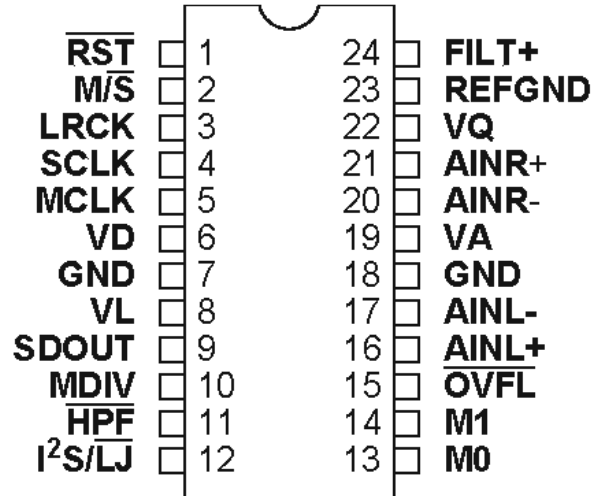 RST 1 24 FILT+
M/S 2 23 REFGND
LRCK 3 22 VQ
SCLK 4 21 AINR+
MCLK 5 20 AINR-
VD 6 19 VA
GND 7 18 GND
VL 8 17 AINL-
SDOUT 9 16 AINL+
MDIV 10 15 OVFL
HPF 11 14 M1
I²S/LJ 12 13 M0